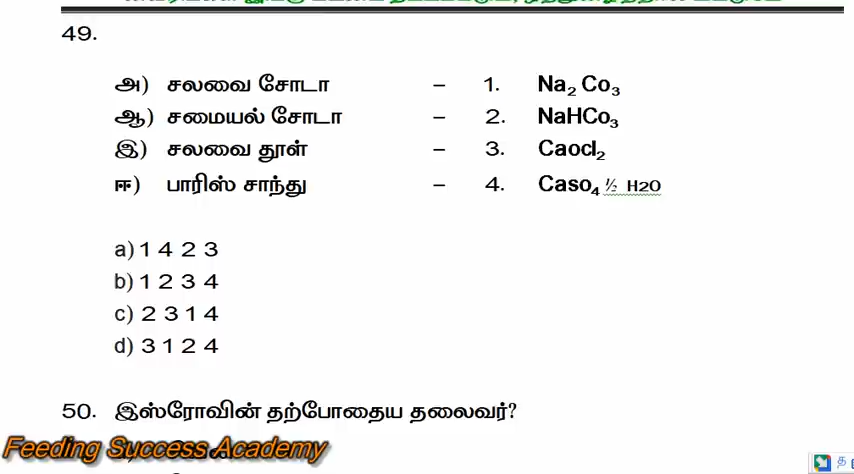 49.
அ) சலவை சோடா – 1. Na2 Co3
ஆ) சமையல் சோடா – 2. NaHCo3
இ) சலவை தூள் – 3. Caocl2
ஈ) பாரிஸ் சாந்து – 4. Caso4 ½ H2O
a) 1 4 2 3
b) 1 2 3 4
c) 2 3 1 4
d) 3 1 2 4
50. இஸ்ரோவின் தற்போதைய தலைவர்?
Feeding Success Academy